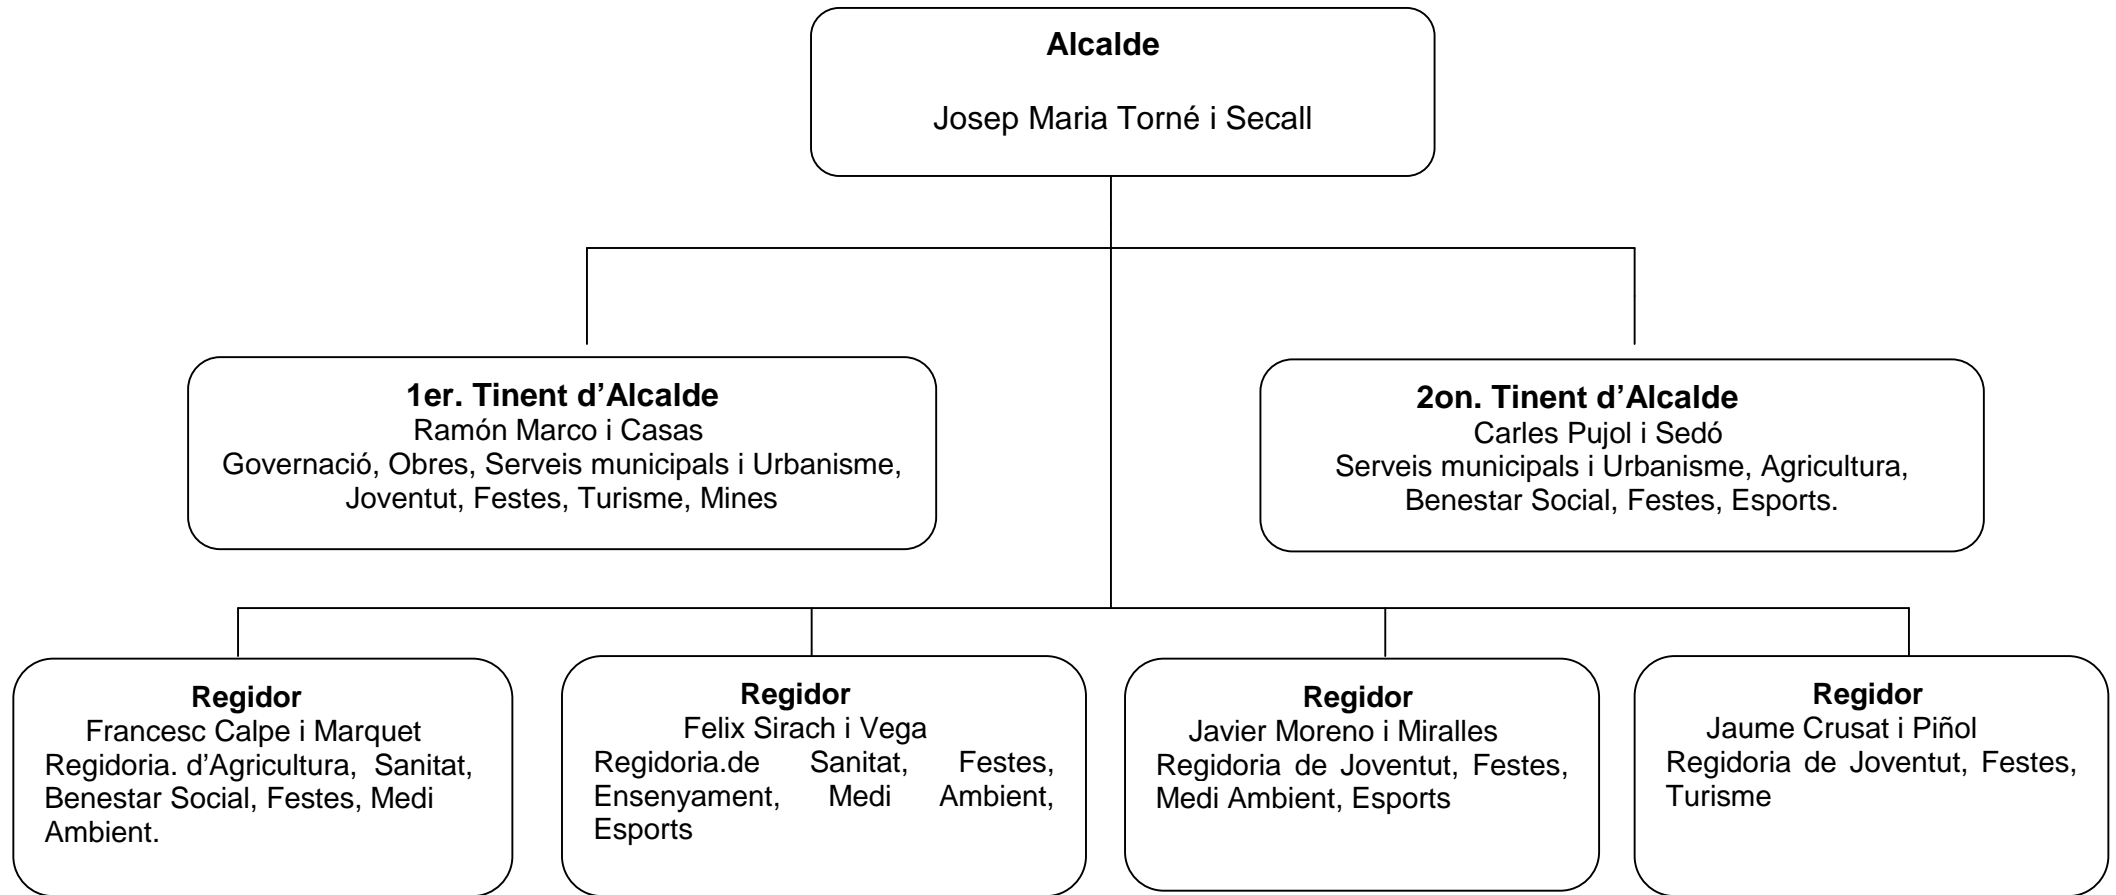 Alcalde
Josep Maria Torné i Secall
1er. Tinent d’Alcalde
Ramón Marco i Casas
Governació, Obres, Serveis municipals i Urbanisme,
Joventut, Festes, Turisme, Mines
2on. Tinent d’Alcalde
Carles Pujol i Sedó
Serveis municipals i Urbanisme, Agricultura,
Benestar Social, Festes, Esports.
Regidor
Francesc Calpe i Marquet
Regidoria. d’Agricultura, Sanitat,
Benestar Social, Festes, Medi
Ambient.
Regidor
Felix Sirach i Vega
Regidoria.de Sanitat, Festes,
Ensenyament, Medi Ambient,
Esports
Regidor
Javier Moreno i Miralles
Regidoria de Joventut, Festes,
Medi Ambient, Esports
Regidor
Jaume Crusat i Piñol
Regidoria de Joventut, Festes,
Turisme